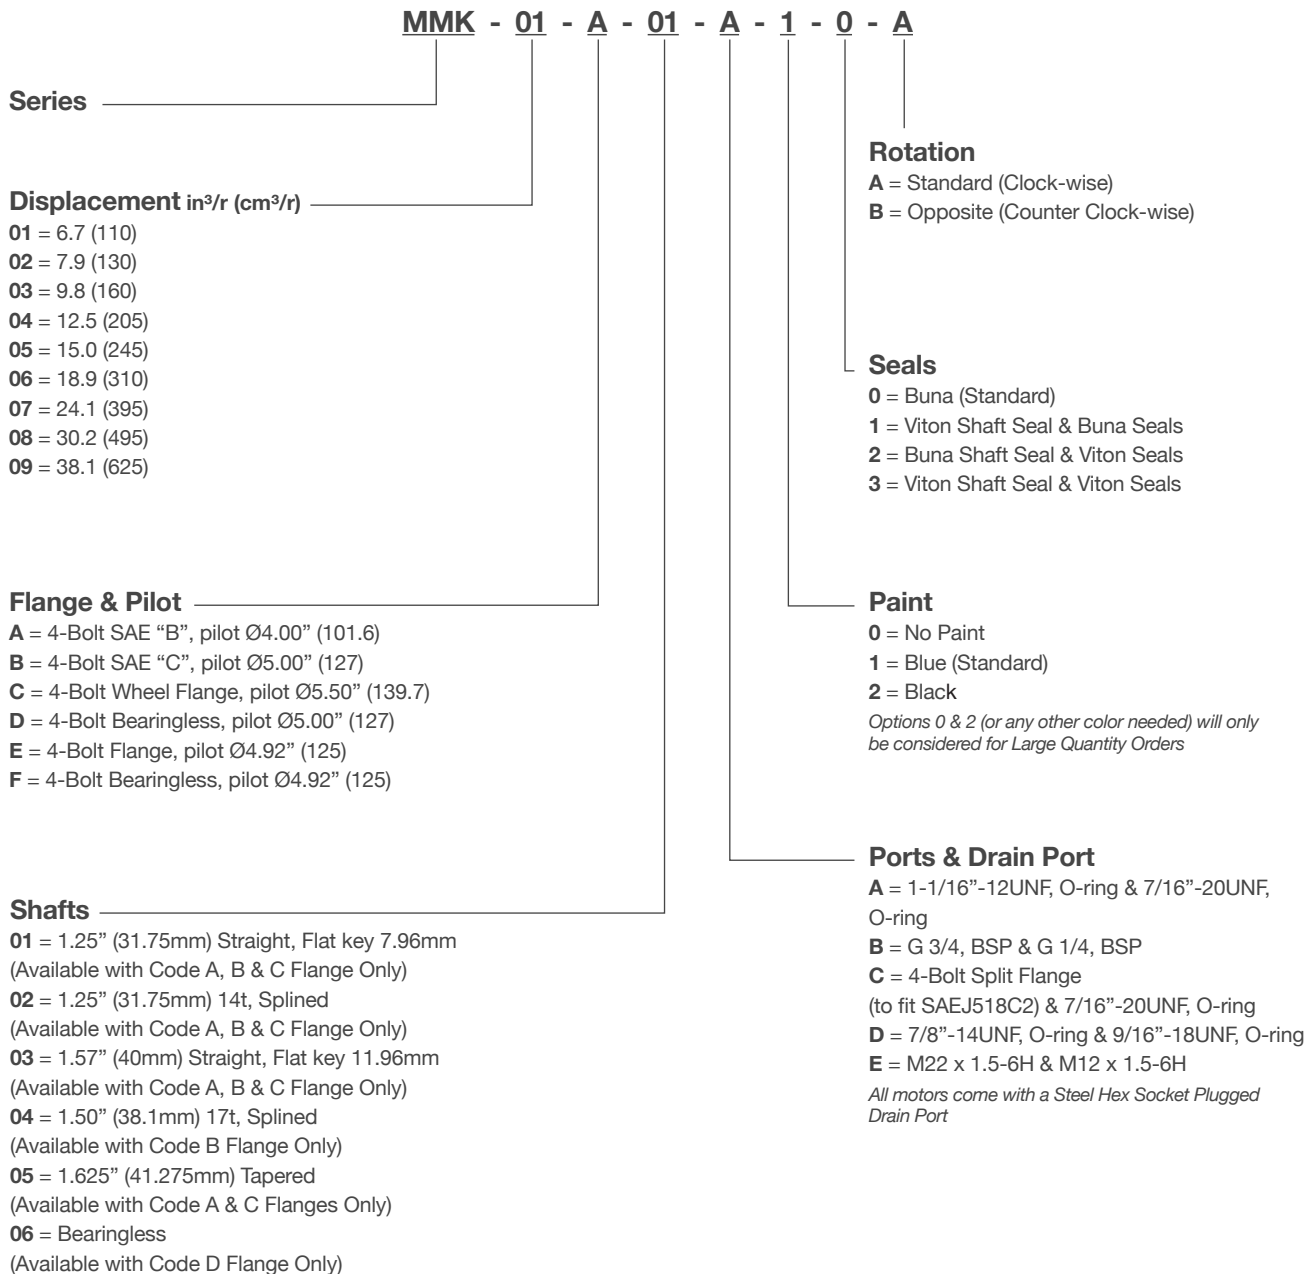 MMK - 01 - A - 01 - A - 1 - 0 - A
Series
Displacement in³/r (cm³/r)
01 = 6.7 (110)
02 = 7.9 (130)
03 = 9.8 (160)
04 = 12.5 (205)
05 = 15.0 (245)
06 = 18.9 (310)
07 = 24.1 (395)
08 = 30.2 (495)
09 = 38.1 (625)
Flange & Pilot
A = 4-Bolt SAE “B”, pilot Ø4.00” (101.6)
B = 4-Bolt SAE “C”, pilot Ø5.00” (127)
C = 4-Bolt Wheel Flange, pilot Ø5.50” (139.7)
D = 4-Bolt Bearingless, pilot Ø5.00” (127)
E = 4-Bolt Flange, pilot Ø4.92” (125)
F = 4-Bolt Bearingless, pilot Ø4.92” (125)
Shafts
01 = 1.25” (31.75mm) Straight, Flat key 7.96mm
(Available with Code A, B & C Flange Only)
02 = 1.25” (31.75mm) 14t, Splined
(Available with Code A, B & C Flange Only)
03 = 1.57” (40mm) Straight, Flat key 11.96mm
(Available with Code A, B & C Flange Only)
04 = 1.50” (38.1mm) 17t, Splined
(Available with Code B Flange Only)
05 = 1.625” (41.275mm) Tapered
(Available with Code A & C Flanges Only)
06 = Bearingless
(Available with Code D Flange Only)
Rotation
A = Standard (Clock-wise)
B = Opposite (Counter Clock-wise)
Seals
0 = Buna (Standard)
1 = Viton Shaft Seal & Buna Seals
2 = Buna Shaft Seal & Viton Seals
3 = Viton Shaft Seal & Viton Seals
Paint
0 = No Paint
1 = Blue (Standard)
2 = Black
Options 0 & 2 (or any other color needed) will only
be considered for Large Quantity Orders
Ports & Drain Port
A = 1-1/16”-12UNF, O-ring & 7/16”-20UNF,
O-ring
B = G 3/4, BSP & G 1/4, BSP
C = 4-Bolt Split Flange
(to fit SAEJ518C2) & 7/16”-20UNF, O-ring
D = 7/8”-14UNF, O-ring & 9/16”-18UNF, O-ring
E = M22 x 1.5-6H & M12 x 1.5-6H
All motors come with a Steel Hex Socket Plugged
Drain Port